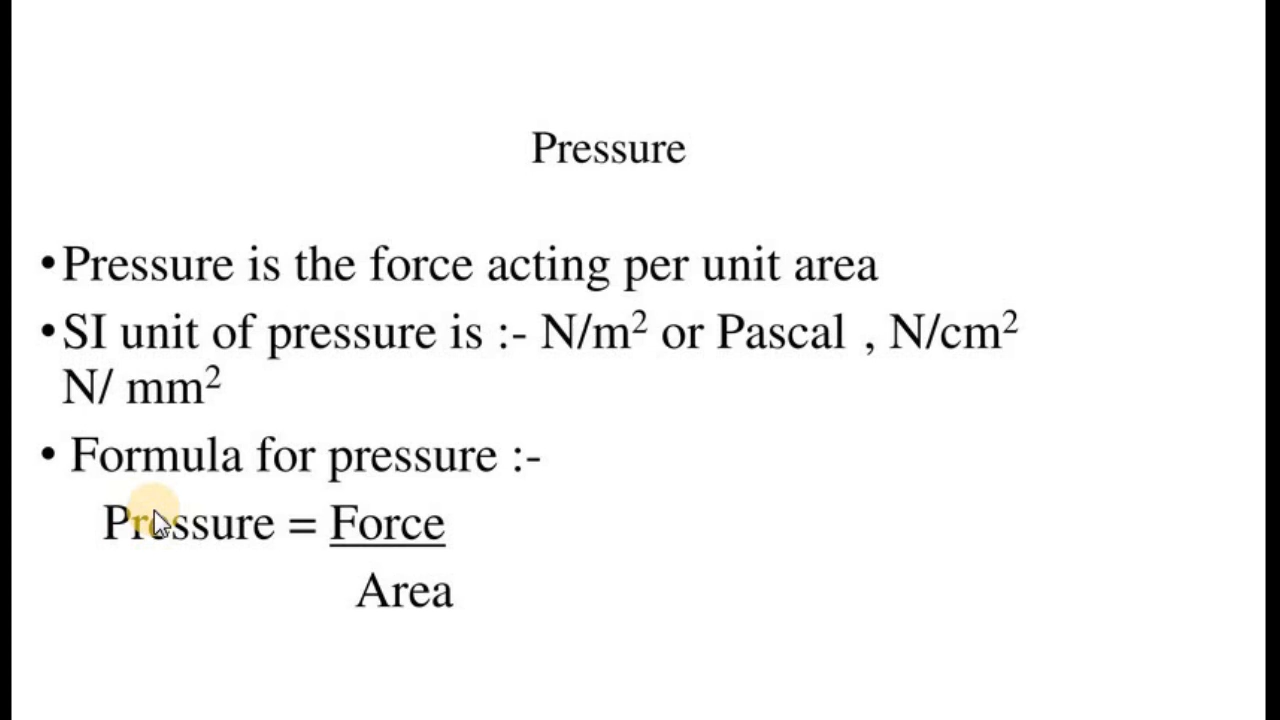 Pressure
•Pressure is the force acting per unit area
•SI unit of pressure is :- N/m² or Pascal , N/cm²
N/ mm²
• Formula for pressure :-
Pressure = Force
Area